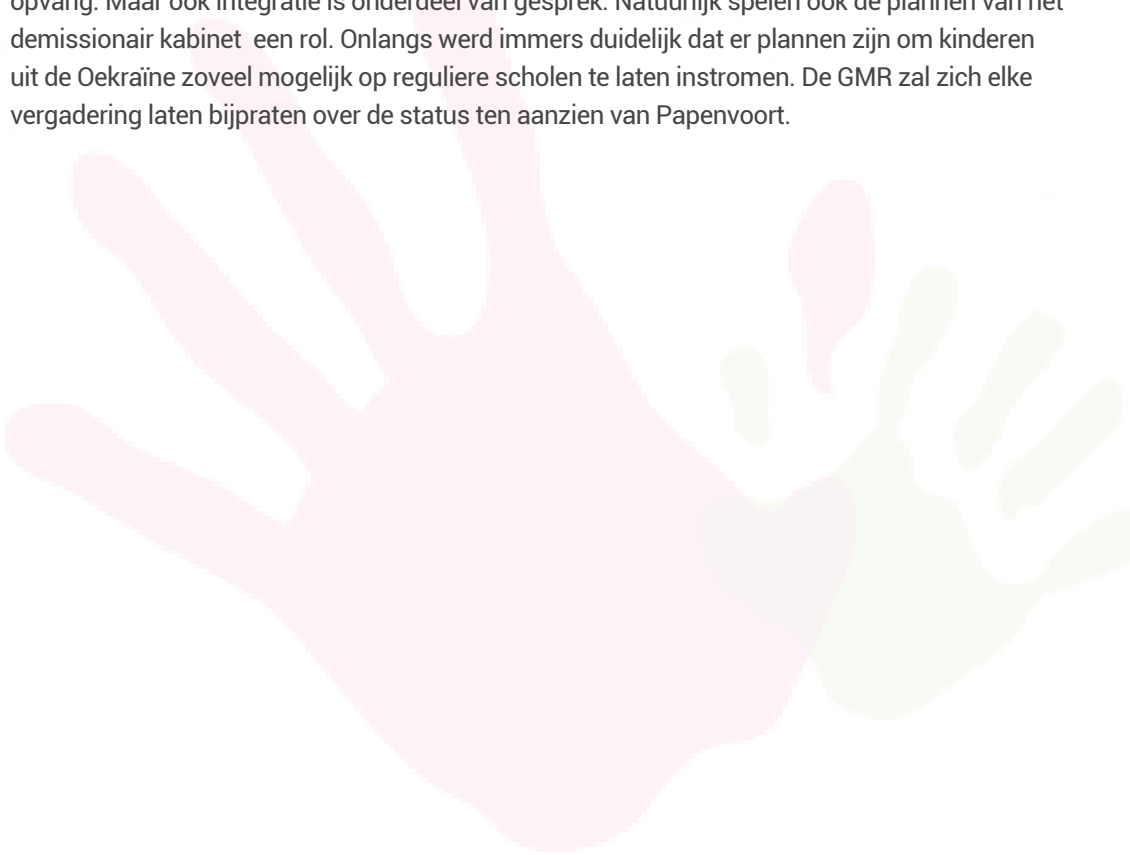 opvang. Maar ook integratie is onderdeel van gesprek. Natuurlijk spelen ook de plannen van het
demissionair kabinet  een rol. Onlangs werd immers duidelijk dat er plannen zijn om kinderen
uit de Oekraïne zoveel mogelijk op reguliere scholen te laten instromen. De GMR zal zich elke
vergadering laten bijpraten over de status ten aanzien van Papenvoort.